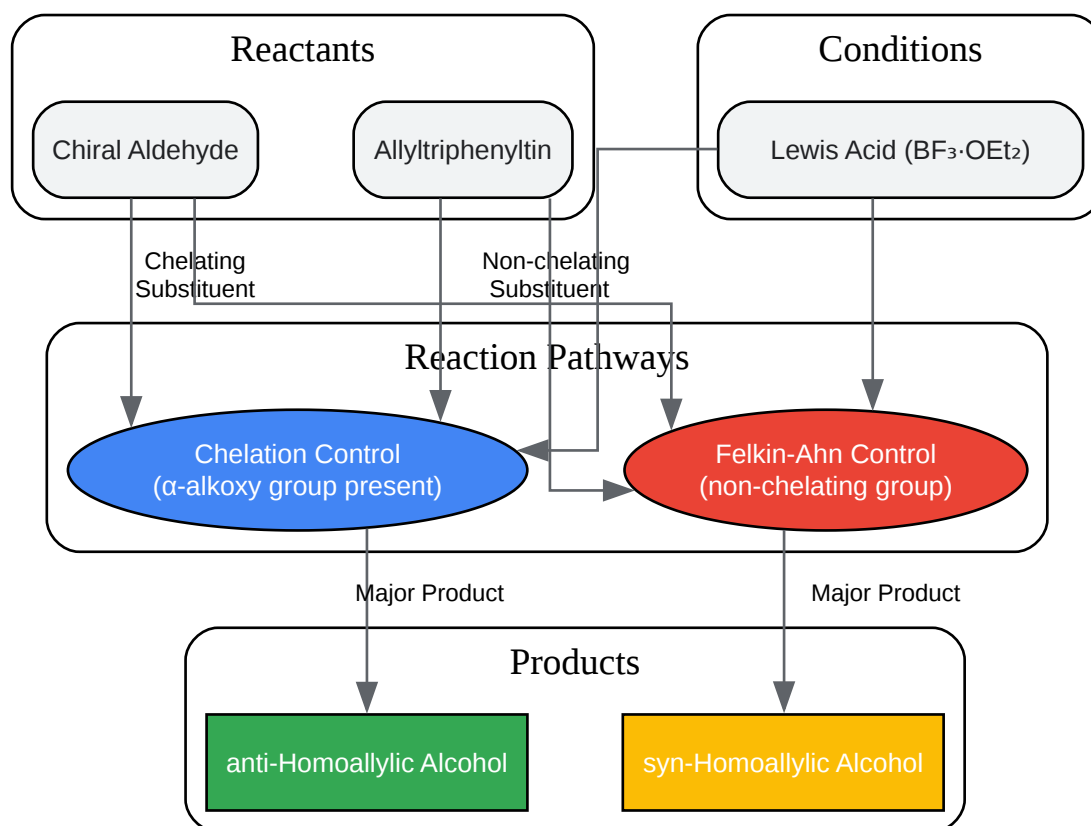 Reactants
Conditions
Chiral Aldehyde
Allyltriphenyltin
Lewis Acid (BF₃·OEt₂)
Chelating
Substituent
Non-chelating
Substituent
Reaction Pathways
Chelation Control
(α-alkoxy group present)
Felkin-Ahn Control
(non-chelating group)
Major Product
Major Product
Products
anti-Homoallylic Alcohol
syn-Homoallylic Alcohol